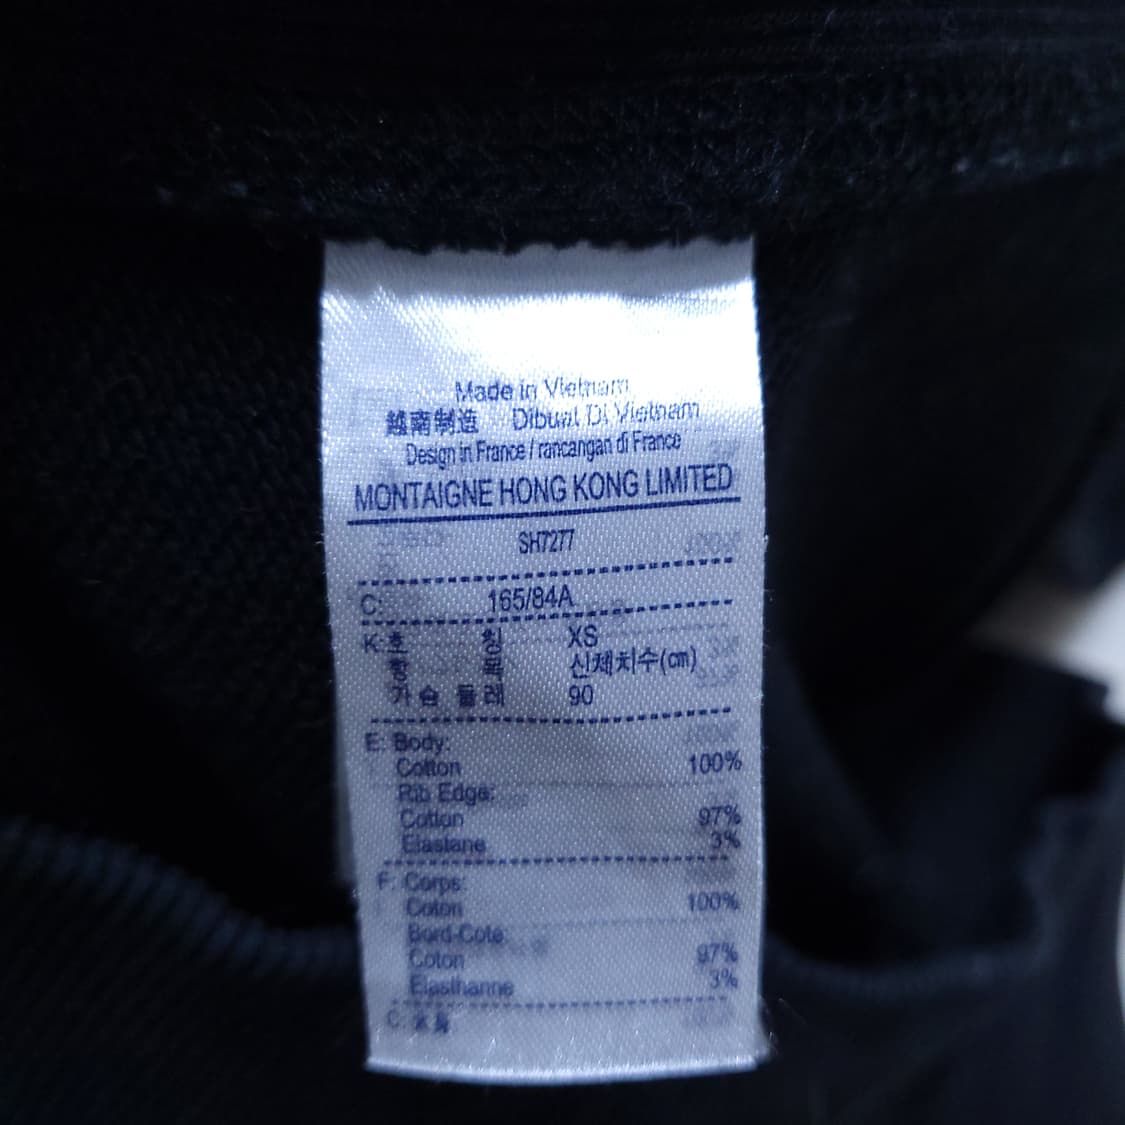 Made in Vietnam
越南制造 Dibuat Di Vietnam
Design in France / rancangan di France
MONTAIGNE HONG KONG LIMITED
SH7277
C: 165/84A
K: 호 칭 XS
항 목 신체치수(cm)
가 슴 둘 레 90
E: Body:
Cotton 100%
Rib Edge:
Cotton 97%
Elastane 3%
F: Corps:
Coton 100%
Bord-Cote
Coton 97%
Elasthanne 3%
C: